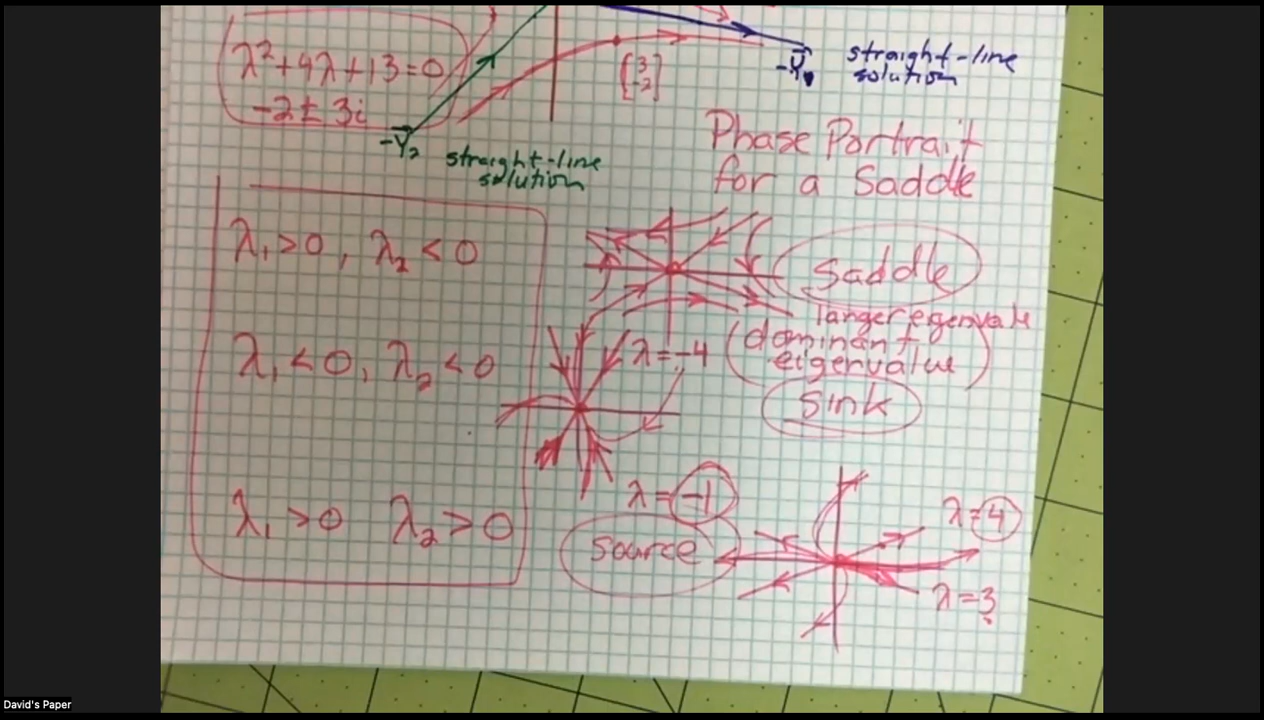 λ²+4λ+13=0
-2± 3i
[3
-2]
-Y₁
straight-line
solution
-Y₂
straight-line
solution
Phase Portrait
for a Saddle
λ₁>0, λ₂<0
Saddle
larger eigenvalue
(dominant
eigenvalue)
λ₁<0, λ₂<0
λ=-4
Sink
λ=-1
λ₁>0 λ₂>0
Source
λ=4
λ=3
David's Paper